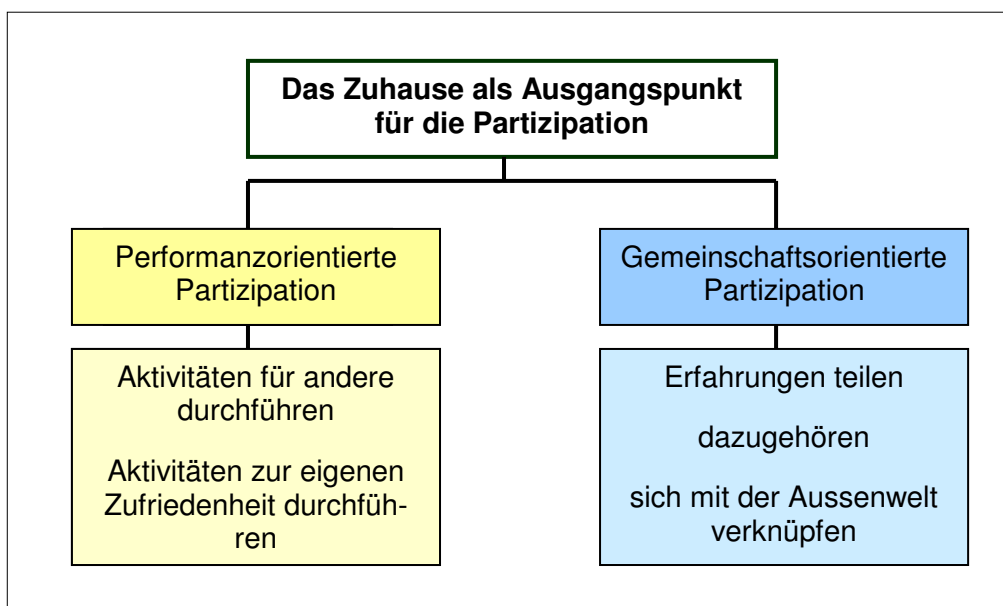 Das Zuhause als Ausgangspunkt
für die Partizipation
Performanzorientierte
Partizipation
Aktivitäten für andere
durchführen
Aktivitäten zur eigenen
Zufriedenheit durchfüh-
ren
Gemeinschaftsorientierte
Partizipation
Erfahrungen teilen
dazugehören
sich mit der Aussenwelt
verknüpfen